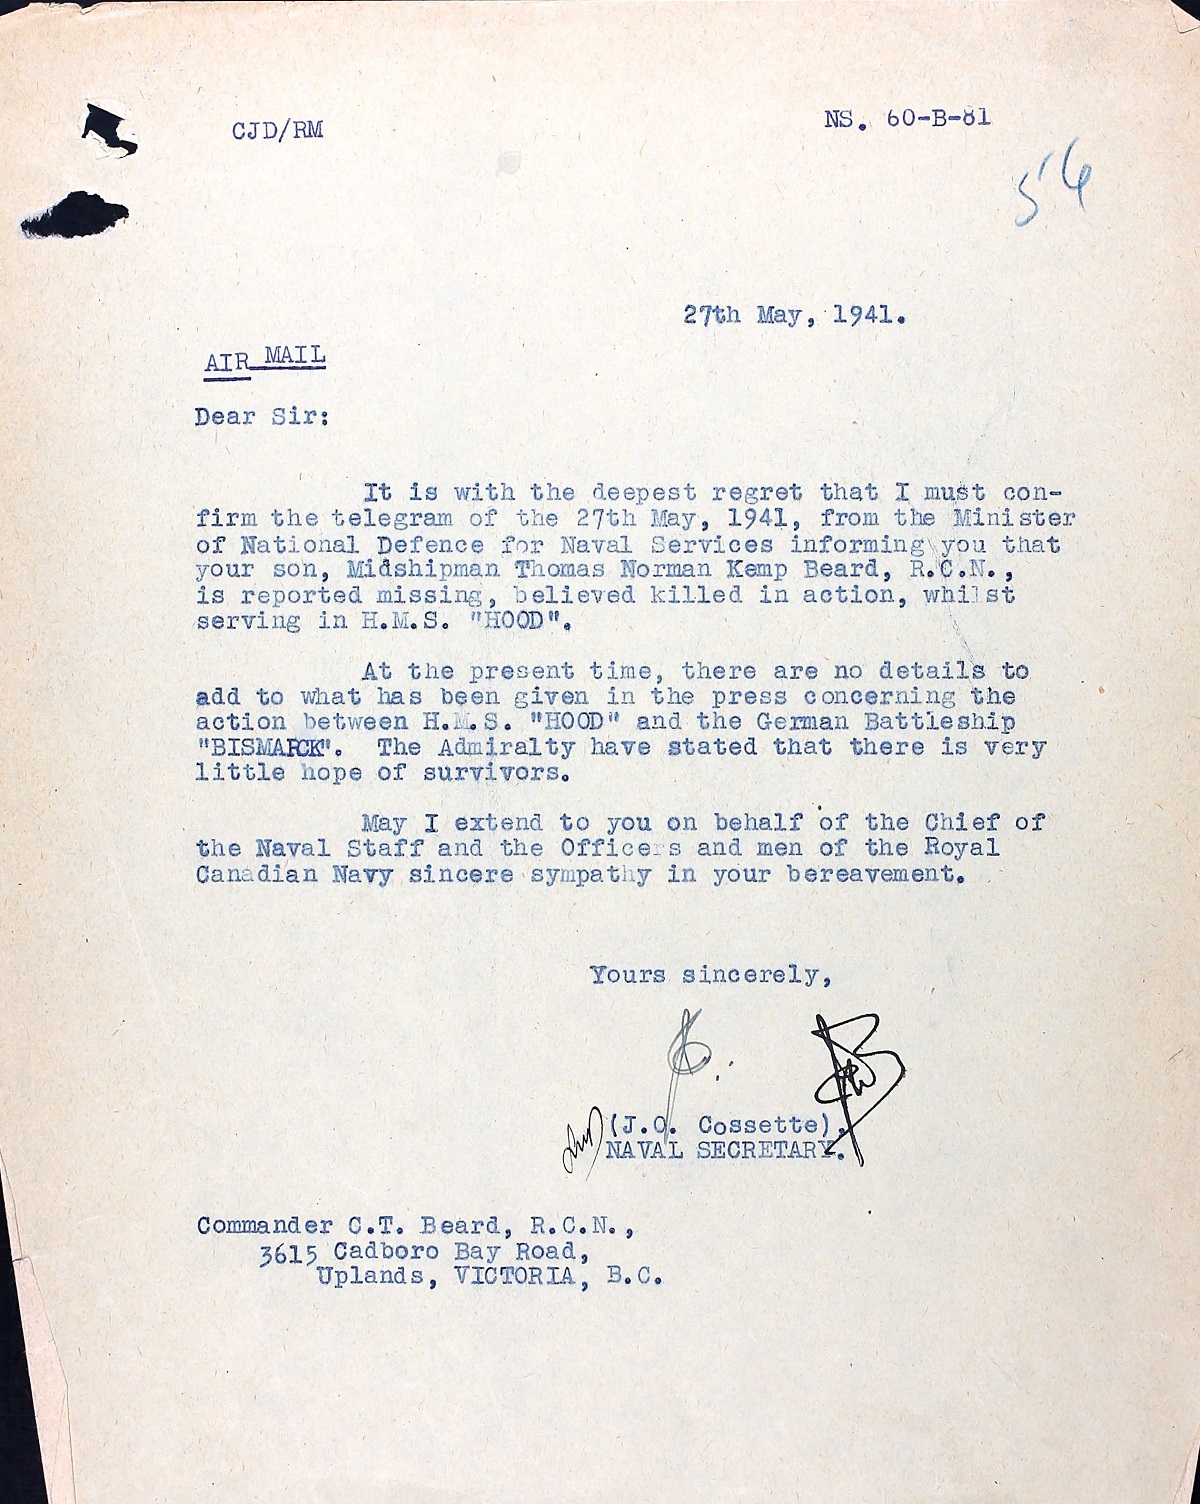 CJD/RM
NS. 60-B-81
56
27th May, 1941.
AIR MAIL
Dear Sir:
It is with the deepest regret that I must con-
firm the telegram of the 27th May, 1941, from the Minister
of National Defence for Naval Services informing you that
your son, Midshipman Thomas Norman Kemp Beard, R.C.N.,
is reported missing, believed killed in action, whilst
serving in H.M.S. "HOOD".
At the present time, there are no details to
add to what has been given in the press concerning the
action between H.M.S. "HOOD" and the German Battleship
"BISMARCK". The Admiralty have stated that there is very
little hope of survivors.
May I extend to you on behalf of the Chief of
the Naval Staff and the Officers and men of the Royal
Canadian Navy sincere sympathy in your bereavement.
Yours sincerely,
(J.O. Cossette),
NAVAL SECRETARY.
Commander C.T. Beard, R.C.N.,
3615 Cadboro Bay Road,
Uplands, VICTORIA, B.C.